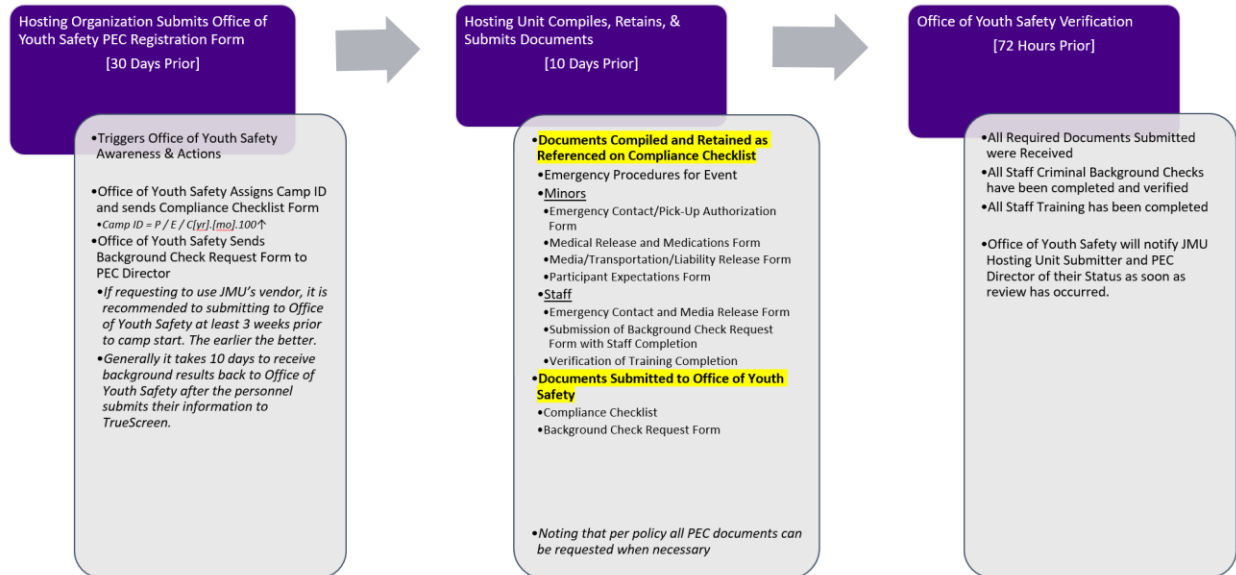 Hosting Organization Submits Office of
Youth Safety PEC Registration Form
[30 Days Prior]
•Triggers Office of Youth Safety
Awareness & Actions
•Office of Youth Safety Assigns Camp ID
and sends Compliance Checklist Form
•Camp ID = P / E / C[yr].[mo].100↑
•Office of Youth Safety Sends
Background Check Request Form to
PEC Director
•If requesting to use JMU's vendor, it is
recommended to submitting to Office
of Youth Safety at least 3 weeks prior
to camp start. The earlier the better.
•Generally it takes 10 days to receive
background results back to Office of
Youth Safety after the personnel
submits their information to
TrueScreen.
Hosting Unit Compiles, Retains, &
Submits Documents
[10 Days Prior]
•Documents Compiled and Retained as
Referenced on Compliance Checklist
•Emergency Procedures for Event
•Minors
•Emergency Contact/Pick-Up Authorization
Form
•Medical Release and Medications Form
•Media/Transportation/Liability Release Form
•Participant Expectations Form
•Staff
•Emergency Contact and Media Release Form
•Submission of Background Check Request
Form with Staff Completion
•Verification of Training Completion
•Documents Submitted to Office of Youth
Safety
•Compliance Checklist
•Background Check Request Form
•Noting that per policy all PEC documents can
be requested when necessary
Office of Youth Safety Verification
[72 Hours Prior]
•All Required Documents Submitted
were Received
•All Staff Criminal Background Checks
have been completed and verified
•All Staff Training has been completed
•Office of Youth Safety will notify JMU
Hosting Unit Submitter and PEC
Director of their Status as soon as
review has occurred.